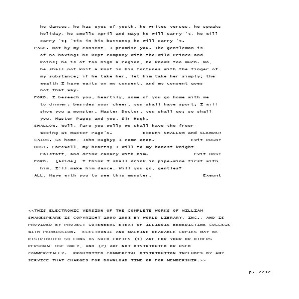 he dances, he has eyes of youth, he writes verses, he speaks
holiday, he smells April and May; he will carry 't, he will
carry 't; 'tis in his buttons; he will carry 't.
PAGE. Not by my consent, I promise you. The gentleman is
of no having: he kept company with the wild Prince and
Poins; he is of too high a region, he knows too much. No,
he shall not knit a knot in his fortunes with the finger of
my substance; if he take her, let him take her simply; the
wealth I have waits on my consent, and my consent goes
not that way.
FORD. I beseech you, heartily, some of you go home with me
to dinner: besides your cheer, you shall have sport; I will
show you a monster. Master Doctor, you shall go; so shall
you, Master Page; and you, Sir Hugh.
SHALLOW. Well, fare you well; we shall have the freer
wooing at Master Page's. Exeunt SHALLOW and SLENDER
CAIUS. Go home, John Rugby; I come anon. Exit RUGBY
HOST. Farewell, my hearts; I will to my honest knight
Falstaff, and drink canary with him. Exit HOST
FORD. [Aside] I think I shall drink in pipe-wine first with
him. I'll make him dance. Will you go, gentles?
ALL. Have with you to see this monster. Exeunt
<<THIS ELECTRONIC VERSION OF THE COMPLETE WORKS OF WILLIAM
SHAKESPEARE IS COPYRIGHT 1990-1993 BY WORLD LIBRARY, INC., AND IS
PROVIDED BY PROJECT GUTENBERG ETEXT OF ILLINOIS BENEDICTINE COLLEGE
WITH PERMISSION. ELECTRONIC AND MACHINE READABLE COPIES MAY BE
DISTRIBUTED SO LONG AS SUCH COPIES (1) ARE FOR YOUR OR OTHERS
PERSONAL USE ONLY, AND (2) ARE NOT DISTRIBUTED OR USED
COMMERCIALLY. PROHIBITED COMMERCIAL DISTRIBUTION INCLUDES BY ANY
SERVICE THAT CHARGES FOR DOWNLOAD TIME OR FOR MEMBERSHIP.>>